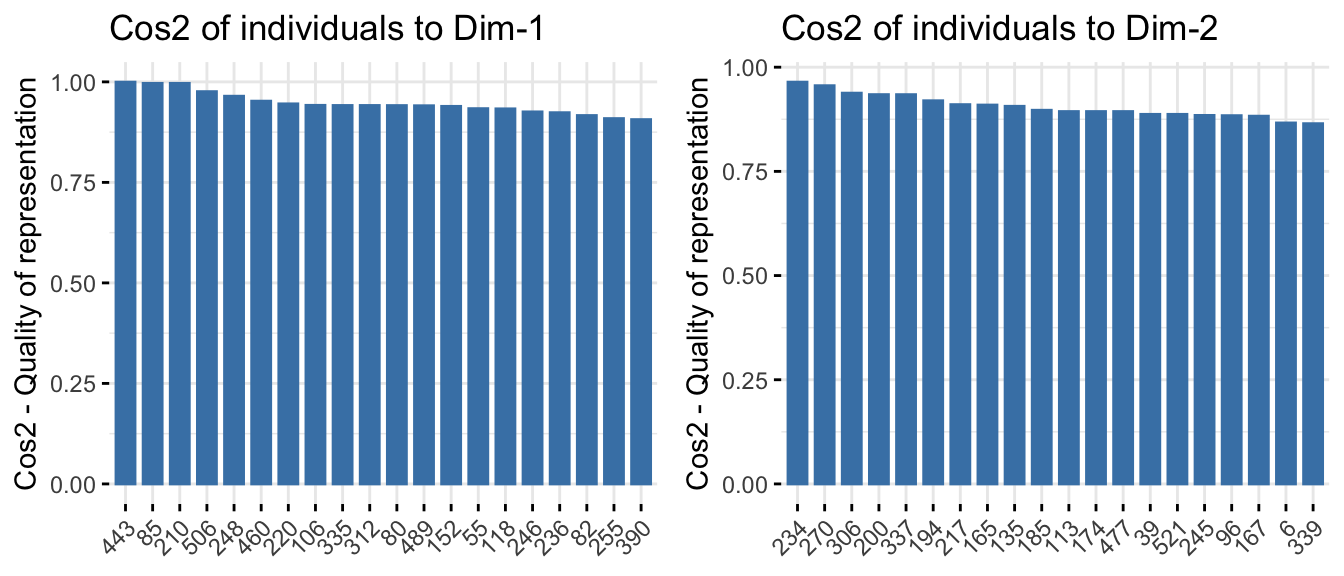 Cos2 of individuals to Dim-1
Cos2 - Quality of representation
1.00
0.75
0.50
0.25
0.00
443 85 210 506 248 460 220 106 335 312 80 489 152 55 118 246 236 82 255 390
Cos2 of individuals to Dim-2
Cos2 - Quality of representation
1.00
0.75
0.50
0.25
0.00
234 270 306 200 337 194 217 165 135 185 113 174 477 39 521 245 96 167 6 339